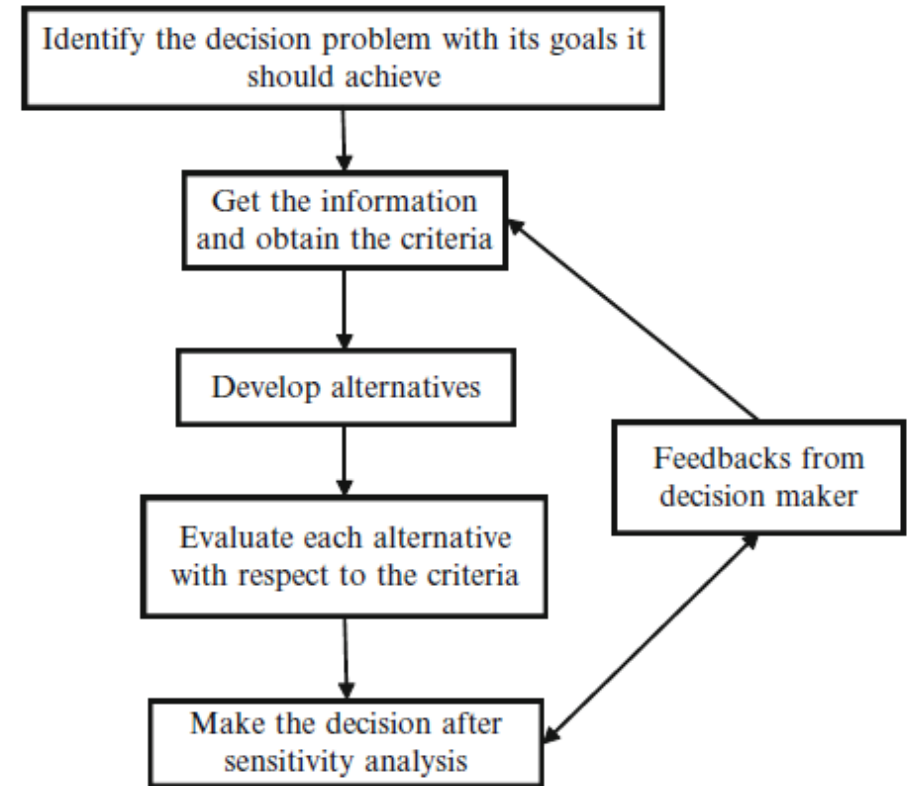 Identify the decision problem with its goals it
should achieve
Get the information
and obtain the criteria
Develop alternatives
Feedbacks from
decision maker
Evaluate each alternative
with respect to the criteria
Make the decision after
sensitivity analysis